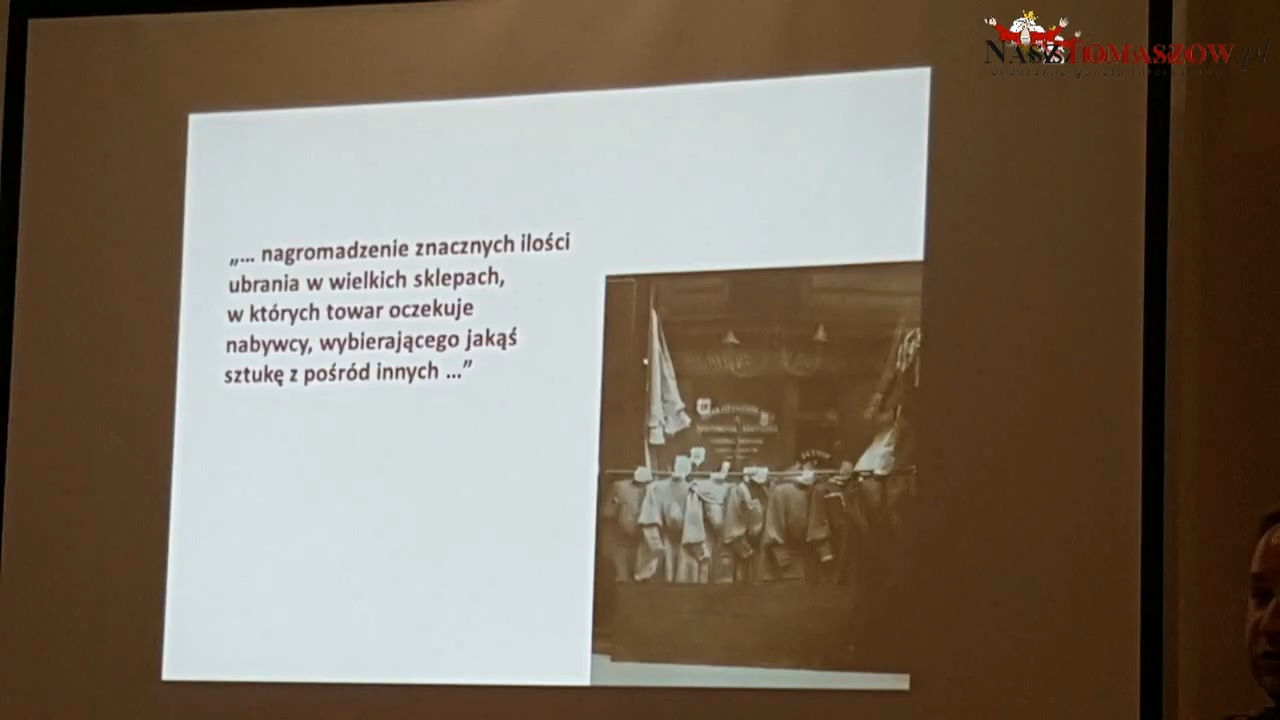 NaszTomaszow.pl
„... nagromadzenie znacznych ilości
ubrania w wielkich sklepach,
w których towar oczekuje
nabywcy, wybierającego jakąś
sztukę z pośród innych ...”